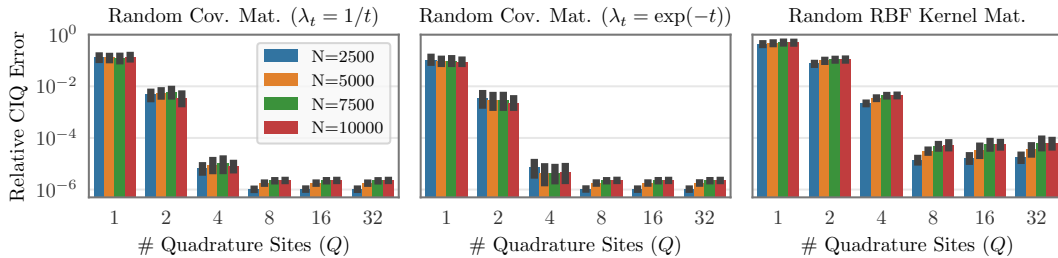 Random Cov. Mat. (λ_t = 1/t)
Random Cov. Mat. (λ_t = exp(−t))
Random RBF Kernel Mat.
Relative CIQ Error
10^0
10^−2
10^−4
10^−6
N=2500
N=5000
N=7500
N=10000
1 2 4 8 16 32
1 2 4 8 16 32
1 2 4 8 16 32
# Quadrature Sites (Q)
# Quadrature Sites (Q)
# Quadrature Sites (Q)